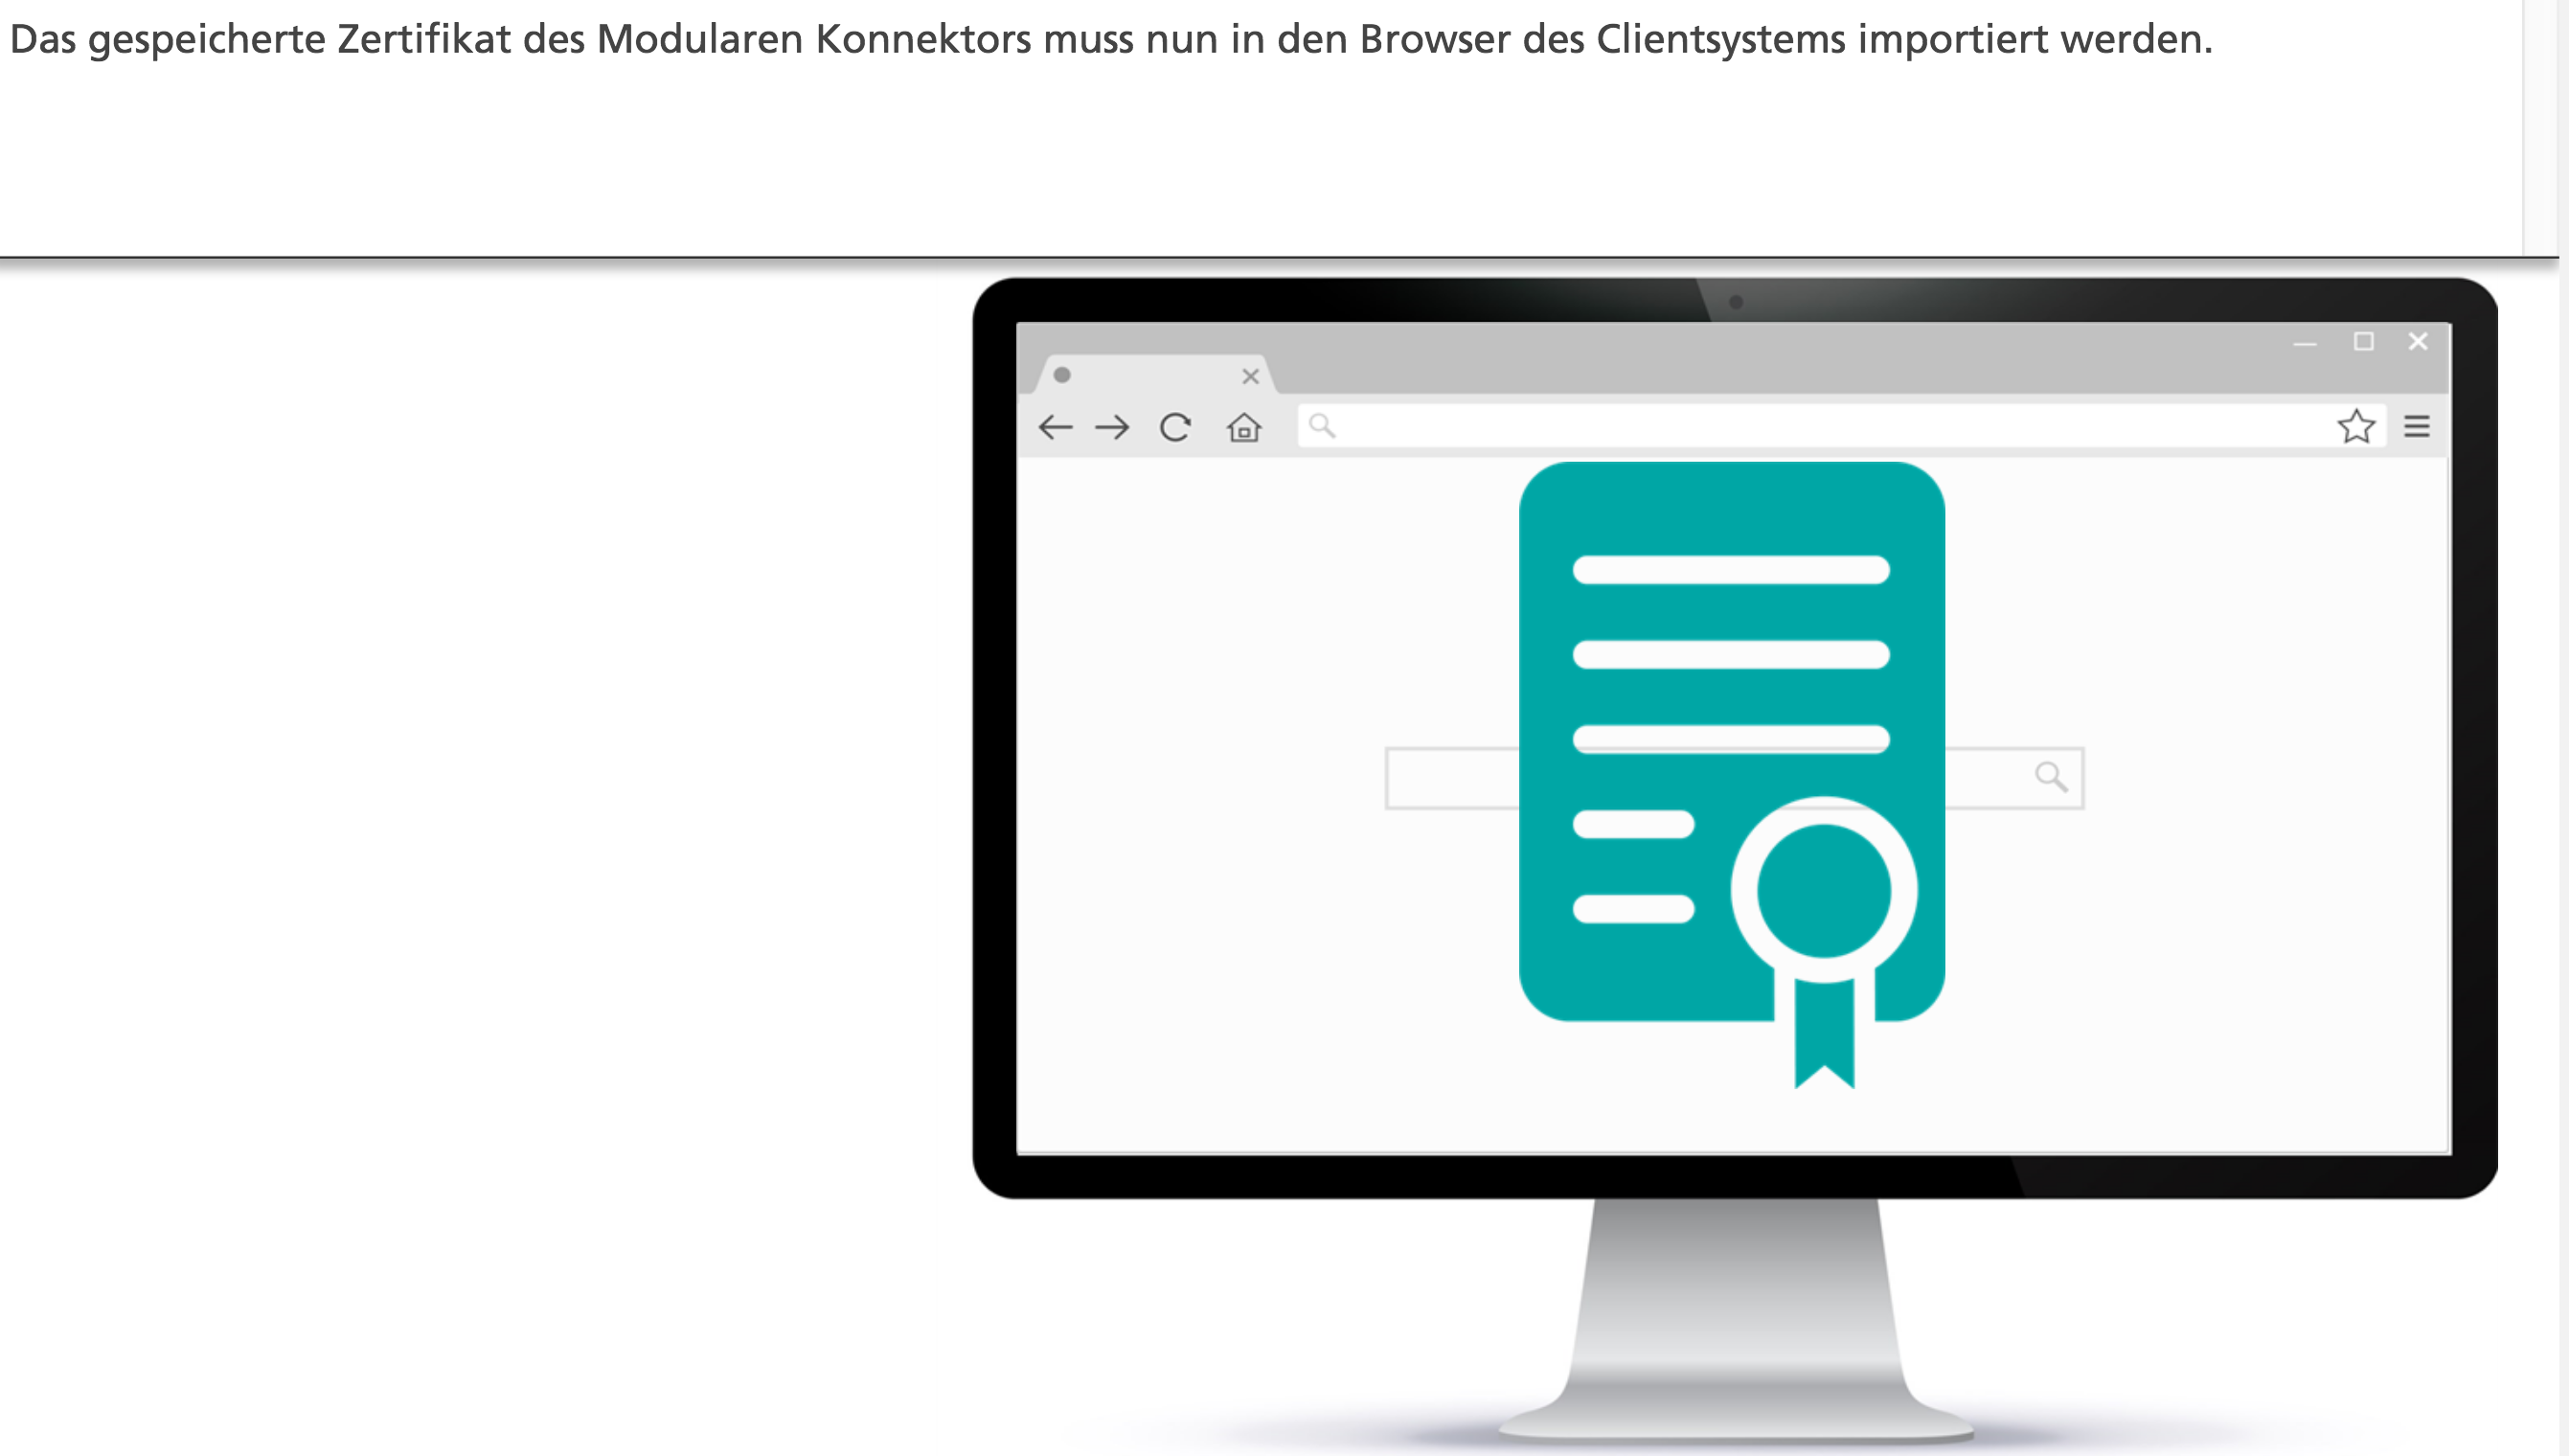 Das gespeicherte Zertifikat des Modularen Konnektors muss nun in den Browser des Clientsystems importiert werden.